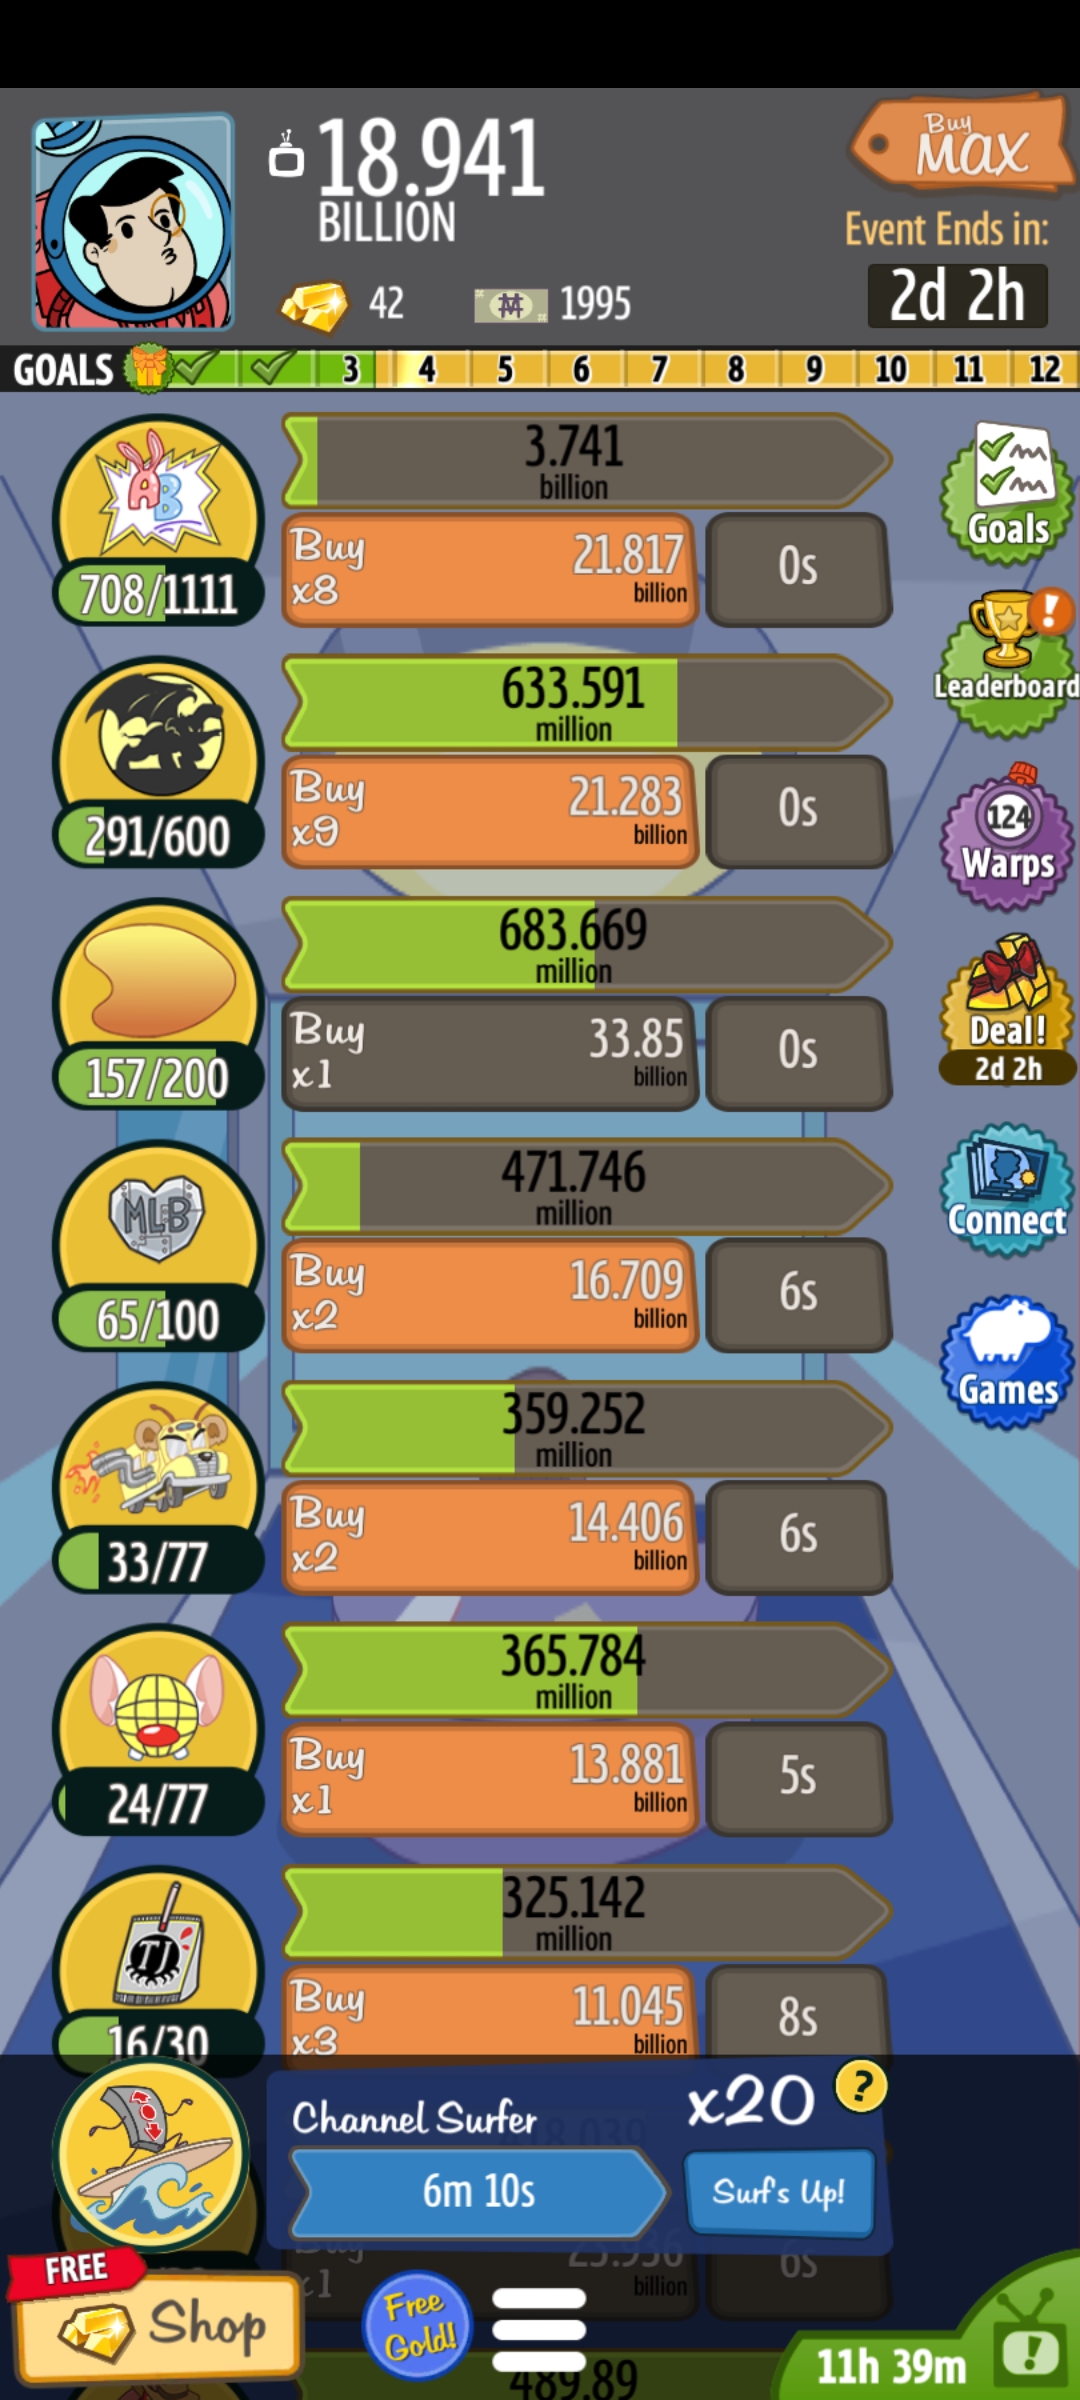 18.941
BILLION
Buy
MAX
Event Ends in:
2d 2h
42
1995
GOALS
3 4 5 6 7 8 9 10 11 12
AB
3.741
billion
Buy
x8
21.817
billion
0s
708/1111
Goals
633.591
million
Buy
x9
21.283
billion
0s
291/600
Leaderboard
124
Warps
683.669
million
Buy
x1
33.85
billion
0s
157/200
Deal!
2d 2h
MLB
471.746
million
Buy
x2
16.709
billion
6s
65/100
Connect
359.252
million
Buy
x2
14.406
billion
6s
33/77
Games
365.784
million
Buy
x1
13.881
billion
5s
24/77
TJ
325.142
million
Buy
x3
11.045
billion
8s
16/30
Channel Surfer
x20
?
6m 10s
Surf's Up!
Buy
x1
23.936
billion
6s
FREE
Shop
Free
Gold!
489.89
11h 39m